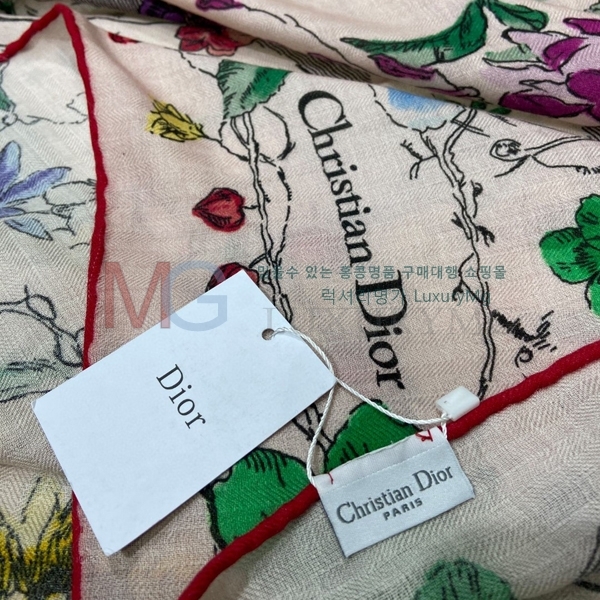 Christian Dior
MG
믿을수 있는 홍콩명품 구매대행 쇼핑몰
럭셔리명가 LuxuryMG
LUXURYMG
Dior
Christian Dior
PARIS